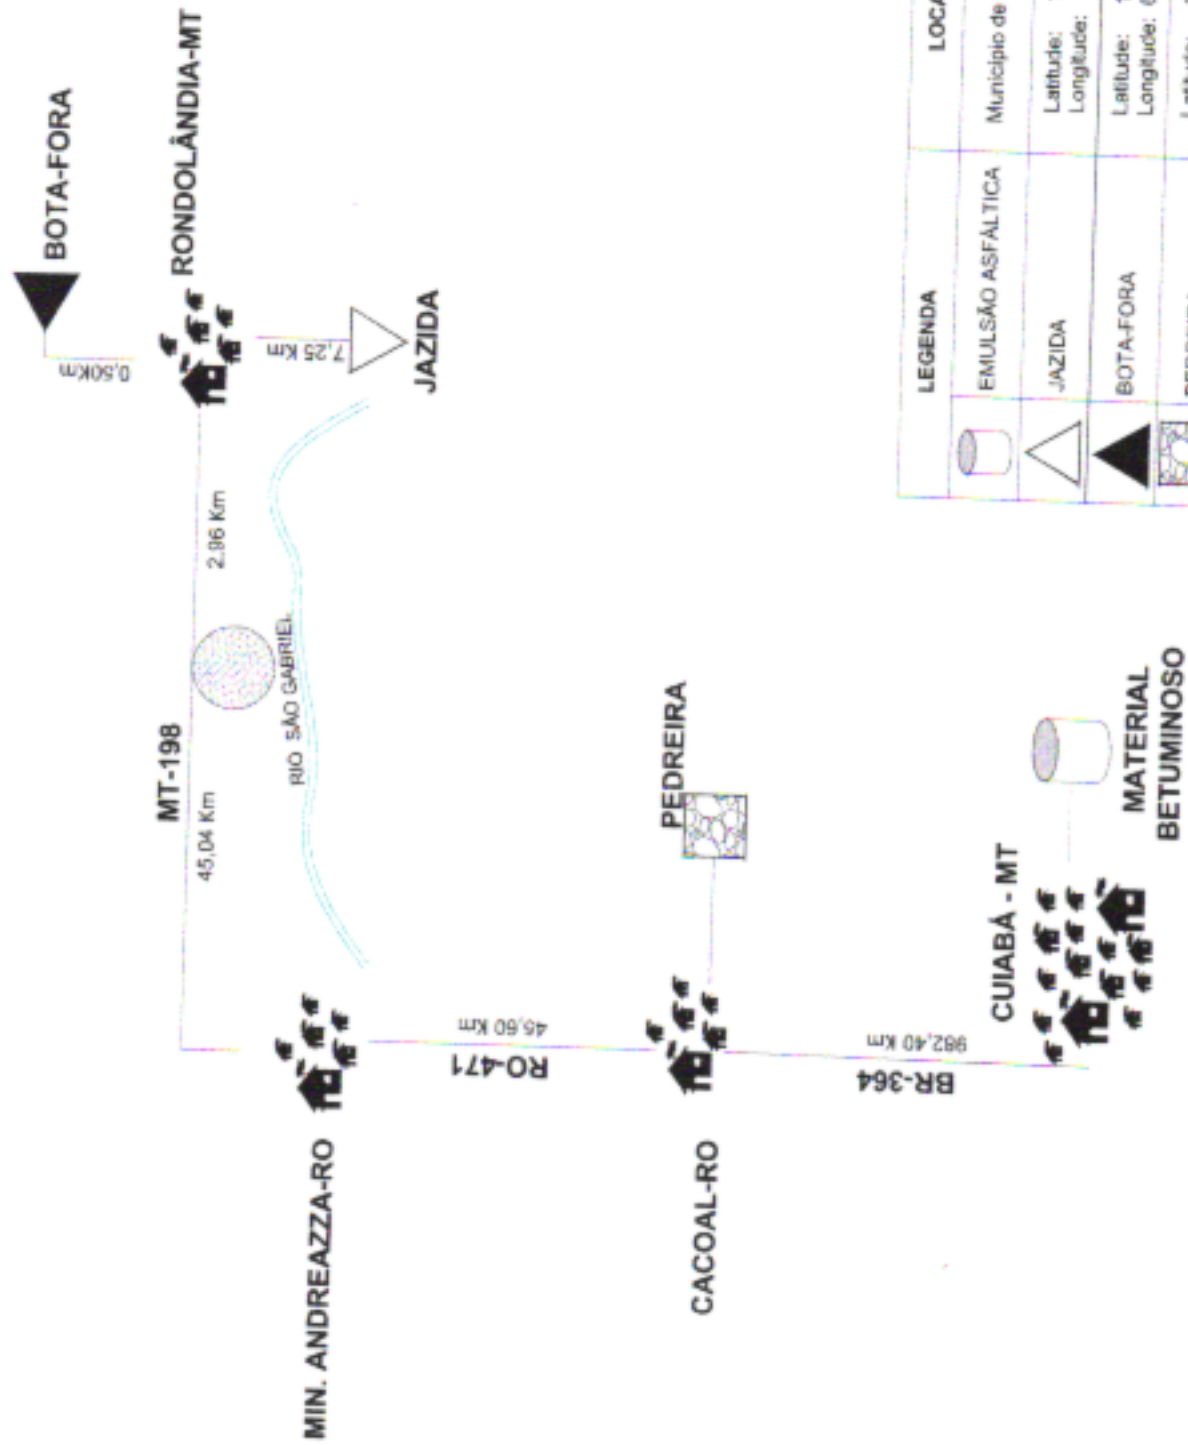 BOTA-FORA
0,50Km
RONDOLÂNDIA-MT
7,25 Km
JAZIDA
2,96 Km
MT-198
45,04 Km
RIO SÃO GABRIEL
MIN. ANDREAZZA-RO
RO-471
45,60 Km
PEDREIRA
CACOAL-RO
BR-364
982,40 Km
CUIABÁ - MT
MATERIAL
BETUMINOSO
LEGENDA
EMULSÃO ASFÁLTICA
Município de
JAZIDA
Latitude:
Longitude:
BOTA-FORA
Latitude:
Longitude: